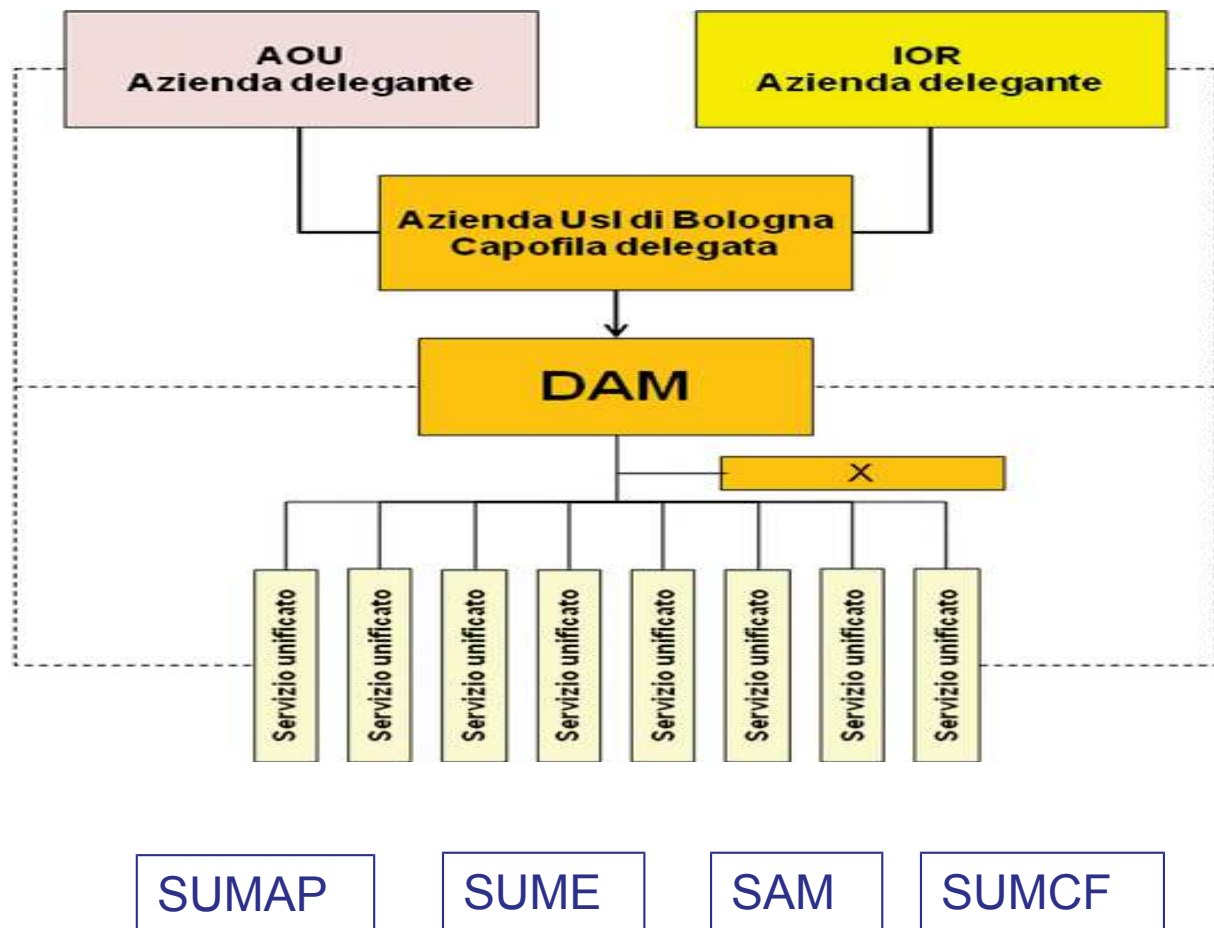 AOU
Azienda delegante
IOR
Azienda delegante
Azienda Usl di Bologna
Capofila delegata
DAM
X
Servizio unificato
Servizio unificato
Servizio unificato
Servizio unificato
Servizio unificato
Servizio unificato
Servizio unificato
Servizio unificato
SUMAP
SUME
SAM
SUMCF